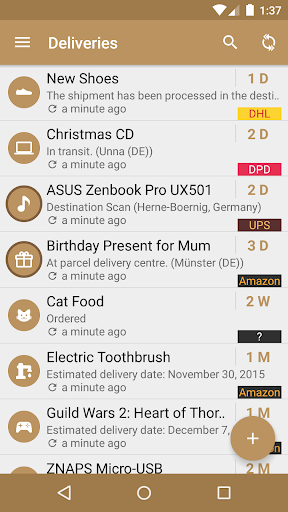 1:37
Deliveries
New Shoes
1 D
The shipment has been processed in the desti..
a minute ago
DHL
Christmas CD
2 D
In transit. (Unna (DE))
a minute ago
DPD
ASUS Zenbook Pro UX501
2 D
Destination Scan (Herne-Boernig, Germany)
a minute ago
UPS
Birthday Present for Mum
3 D
At parcel delivery centre. (Münster (DE))
a minute ago
Amazon
Cat Food
2 W
Ordered
a minute ago
?
Electric Toothbrush
1 M
Estimated delivery date: November 30, 2015
a minute ago
Amazon
Guild Wars 2: Heart of Thor..
1 M
Estimated delivery date: December 7,
a minute ago
Amazon
ZNAPS Micro-USB
2 M